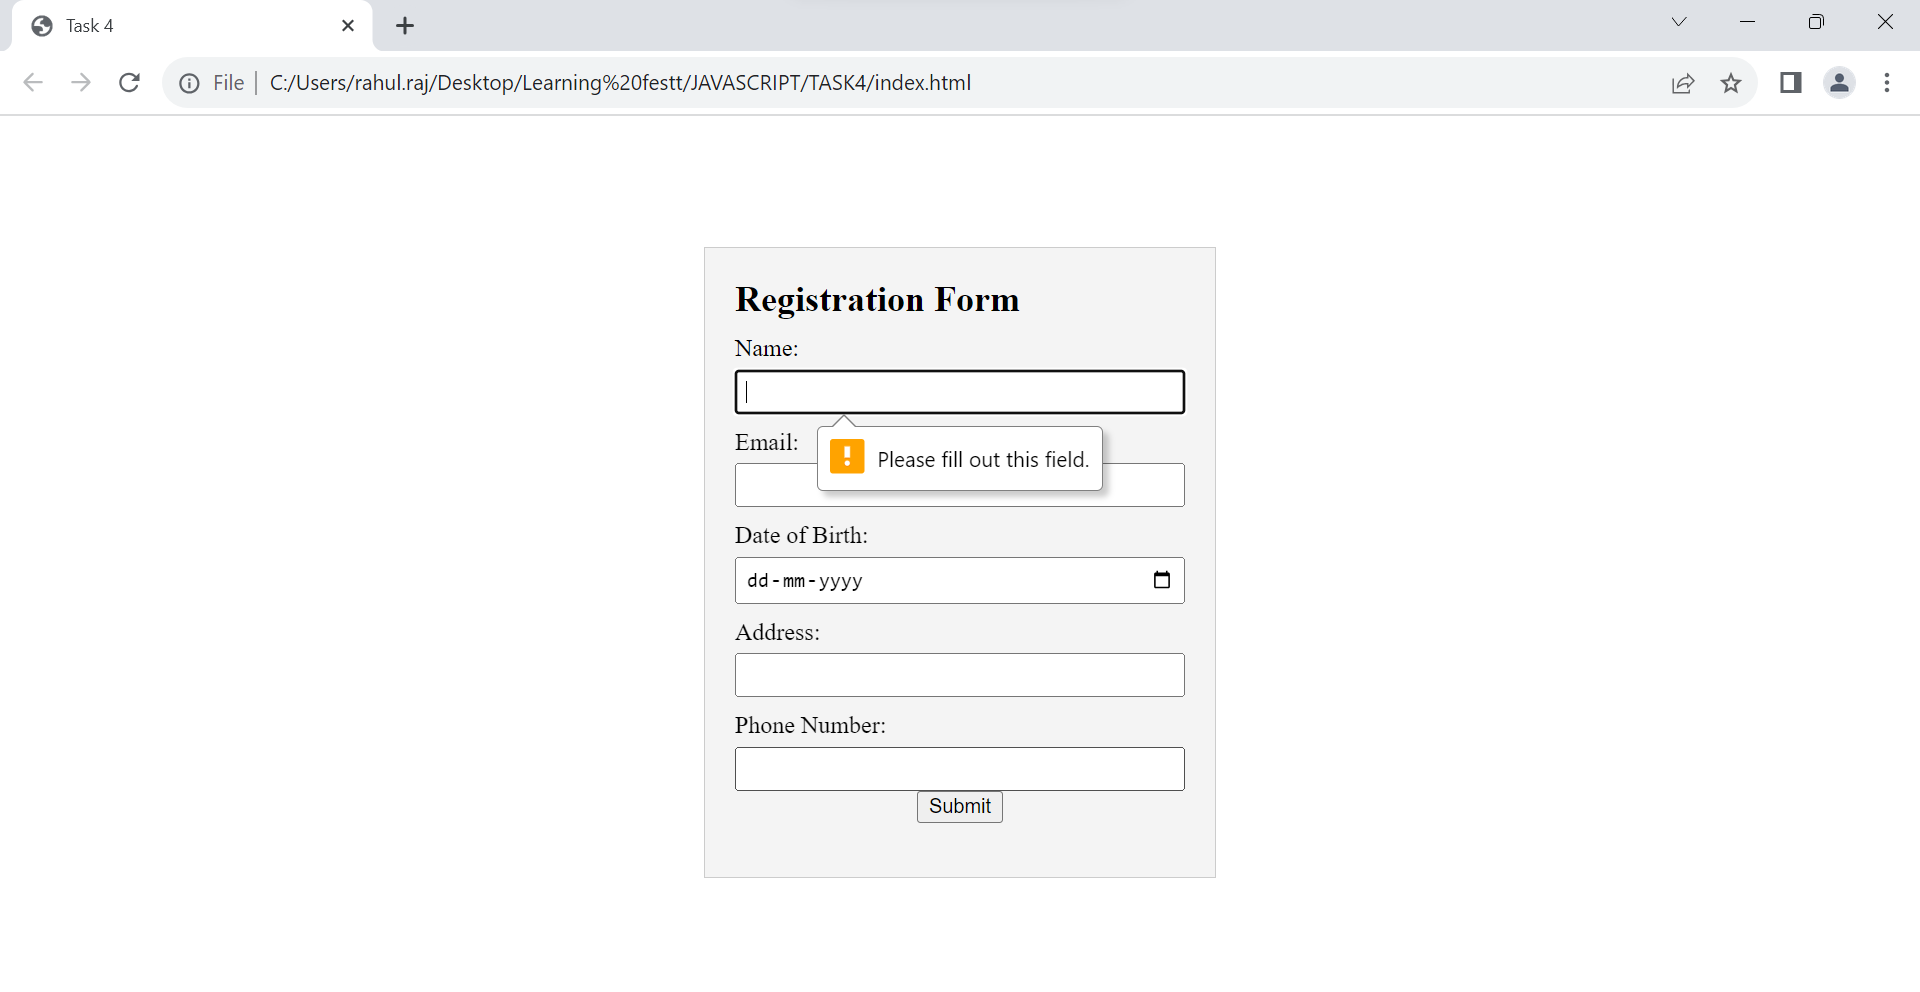 Task 4
File
C:/Users/rahul.raj/Desktop/Learning%20festt/JAVASCRIPT/TASK4/index.html
Registration Form
Name:
Email:
Please fill out this field.
Date of Birth:
dd-mm-yyyy
Address:
Phone Number:
Submit